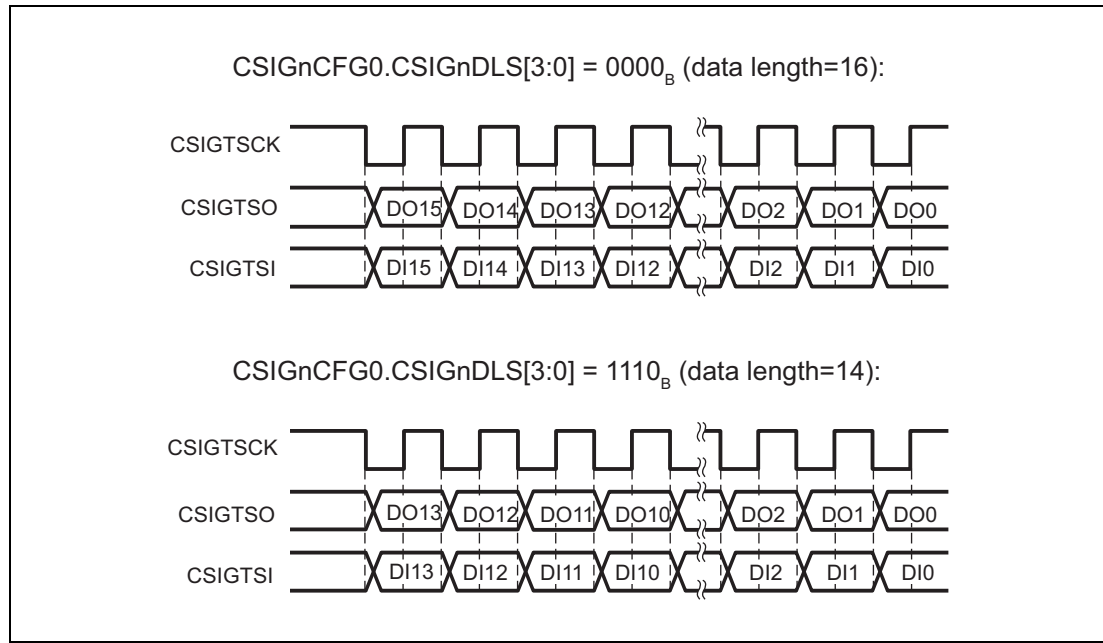 CSIGnCFG0.CSIGnDLS[3:0] = 0000B (data length=16):
CSIGTSCK
CSIGTSO DO15 DO14 DO13 DO12 DO2 DO1 DO0
CSIGTSI DI15 DI14 DI13 DI12 DI2 DI1 DI0
CSIGnCFG0.CSIGnDLS[3:0] = 1110B (data length=14):
CSIGTSCK
CSIGTSO DO13 DO12 DO11 DO10 DO2 DO1 DO0
CSIGTSI DI13 DI12 DI11 DI10 DI2 DI1 DI0